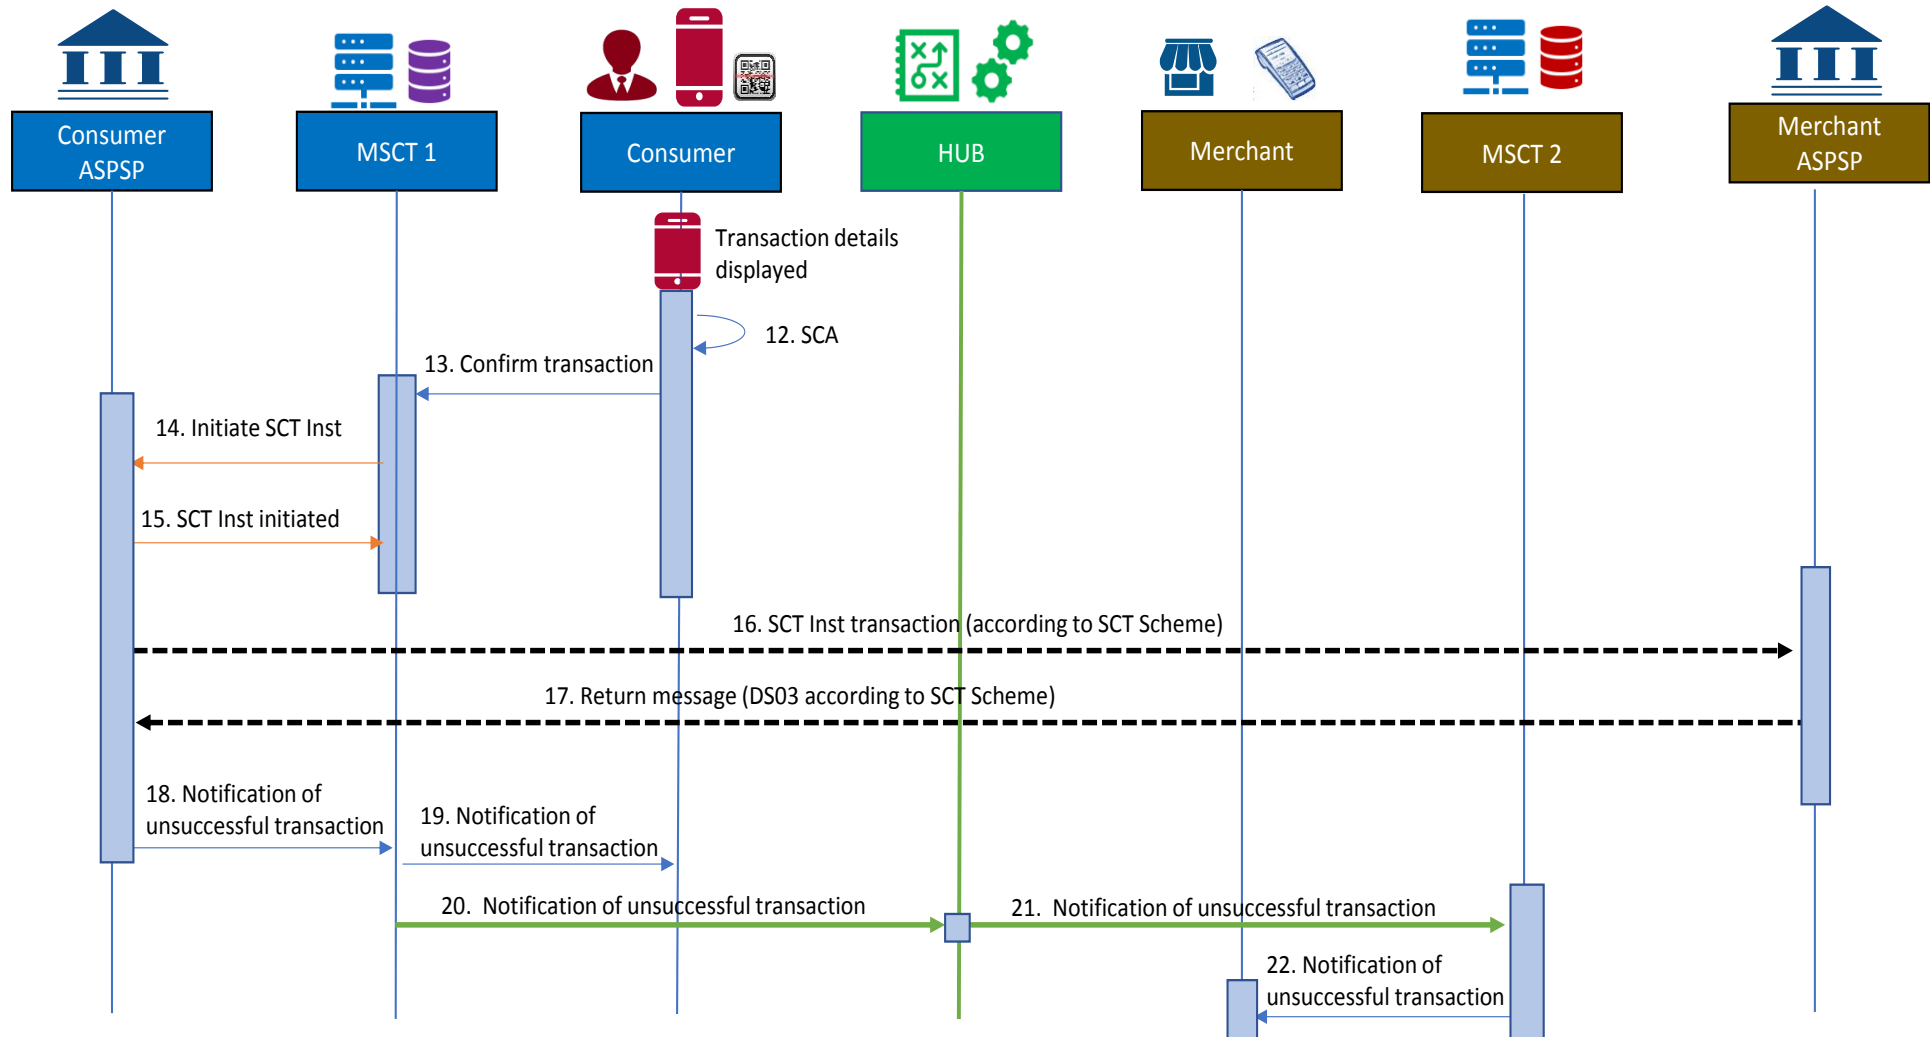 Consumer
ASPSP
MSCT 1
Consumer
HUB
Merchant
MSCT 2
Merchant
ASPSP
Transaction details
displayed
12. SCA
13. Confirm transaction
14. Initiate SCT Inst
15. SCT Inst initiated
16. SCT Inst transaction (according to SCT Scheme)
17. Return message (DS03 according to SCT Scheme)
18. Notification of
unsuccessful transaction
19. Notification of
unsuccessful transaction
20. Notification of unsuccessful transaction
21. Notification of unsuccessful transaction
22. Notification of
unsuccessful transaction